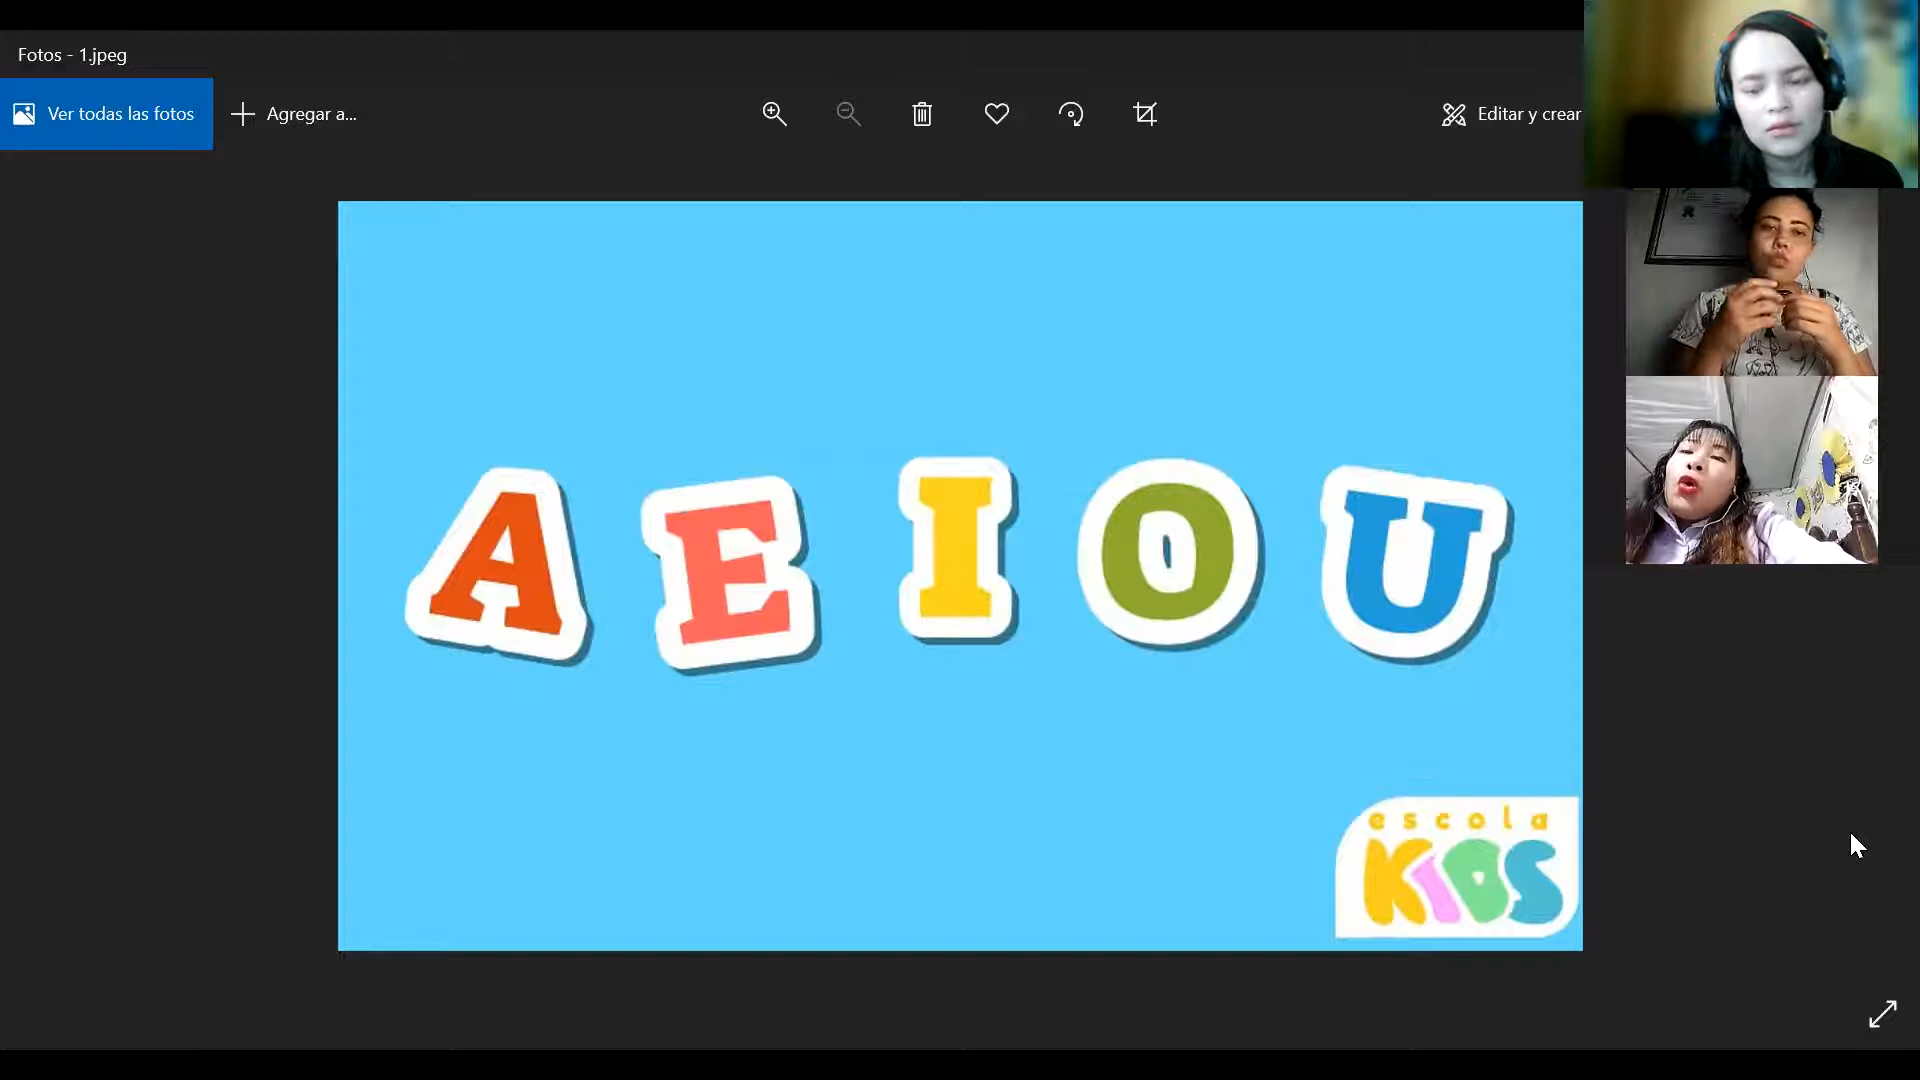 Fotos - 1.jpeg
Ver todas las fotos
Agregar a...
Editar y crear
A E I O U
escola
KIDS